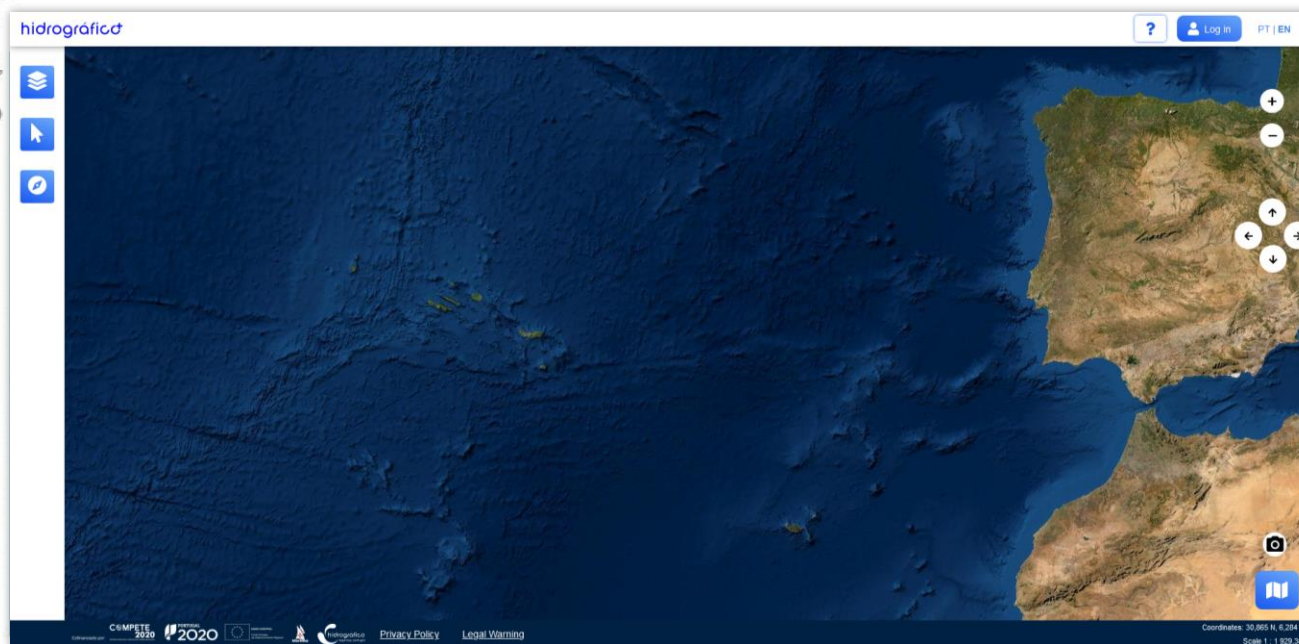 hidrográfico+
?
Log in
PT | EN
COMPETE
2020
PORTUGAL
2020
hidrográfico
Privacy Policy
Legal Warning
Coordinates: 30,865 N, 6,284
Scale 1 : 1 929,3